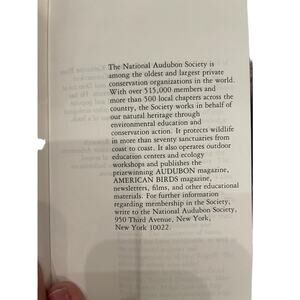 The National Audubon Society is
among the oldest and largest private
conservation organizations in the world.
With over 515,000 members and
more than 500 local chapters across the
country, the Society works in behalf of
our natural heritage through
environmental education and
conservation action. It protects wildlife
in more than seventy sanctuaries from
coast to coast. It also operates outdoor
education centers and ecology
workshops and publishes the
prizewinning AUDUBON magazine,
AMERICAN BIRDS magazine,
newsletters, films, and other educational
materials. For further information
regarding membership in the Society,
write to the National Audubon Society,
950 Third Avenue, New York,
New York 10022.